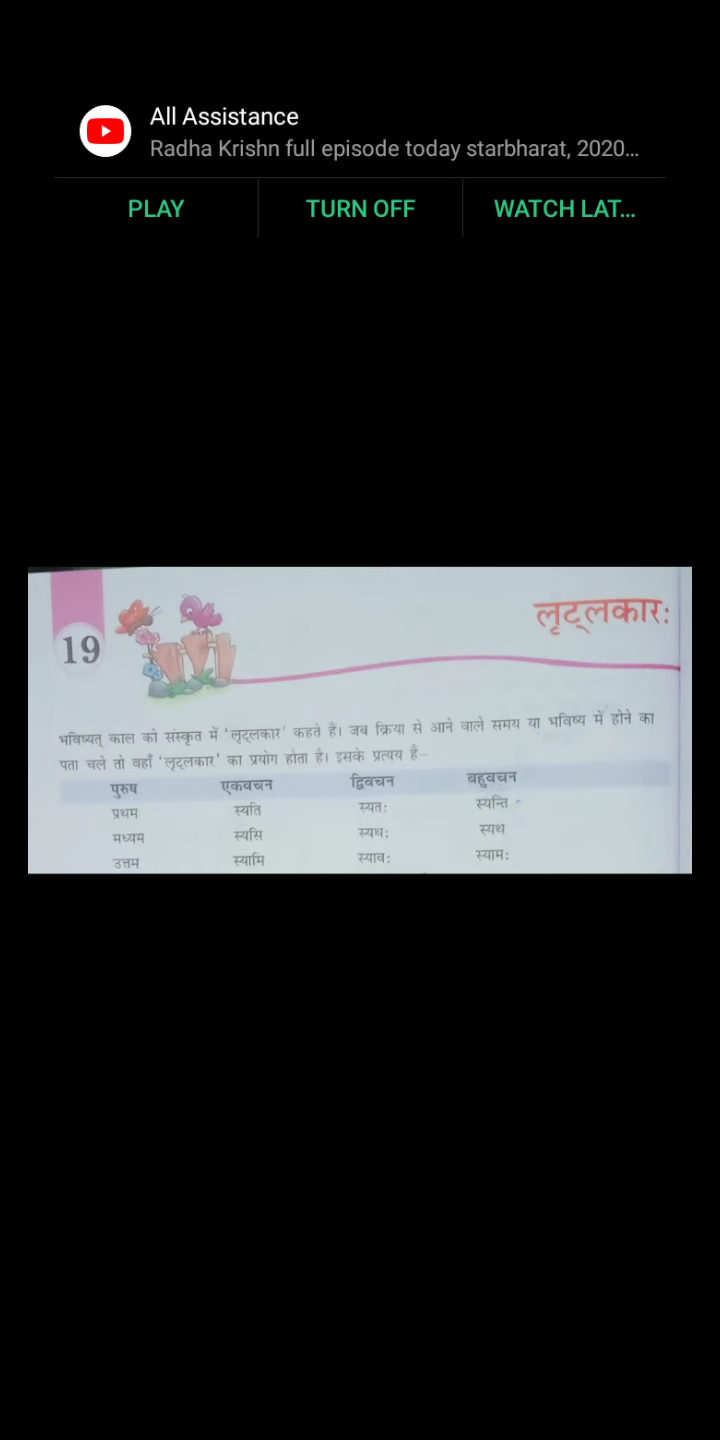 All Assistance
Radha Krishn full episode today starbharat, 2020...
PLAY TURN OFF WATCH LAT...
लृट्लकारः
19
भविष्यत् काल को संस्कृत में 'लृट्लकार' कहते हैं। जब क्रिया से आने वाले समय या भविष्य में होने का
पता चले तो वहाँ 'लृट्लकार' का प्रयोग होता है। इसके प्रत्यय है–
पुरुष एकवचन द्विवचन बहुवचन
प्रथम स्यति स्यतः स्यन्ति
मध्यम स्यसि स्यथः स्यथ
उत्तम स्यामि स्यावः स्यामः